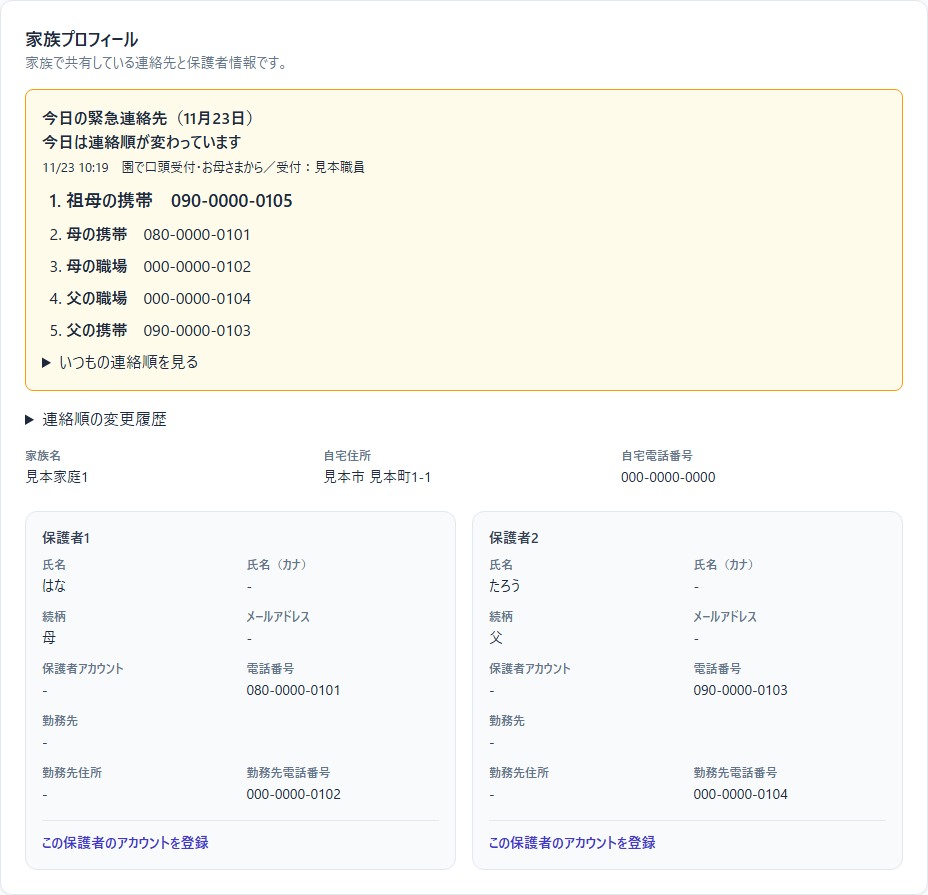 家族プロフィール
家族で共有している連絡先と保護者情報です。
今日の緊急連絡先（11月23日）
今日は連絡順が変わっています
11/23 10:19　園で口頭受付・お母さまから／受付：見本職員
1. 祖母の携帯　090-0000-0105
2. 母の携帯　080-0000-0101
3. 母の職場　000-0000-0102
4. 父の職場　000-0000-0104
5. 父の携帯　090-0000-0103
▶ いつもの連絡順を見る
▶ 連絡順の変更履歴
家族名　自宅住所　自宅電話番号
見本家庭1　見本市 見本町1-1　000-0000-0000
保護者1
氏名　氏名（カナ）
はな　-
続柄　メールアドレス
母　-
保護者アカウント　電話番号
-　080-0000-0101
勤務先
-
勤務先住所　勤務先電話番号
-　000-0000-0102
この保護者のアカウントを登録
保護者2
氏名　氏名（カナ）
たろう　-
続柄　メールアドレス
父　-
保護者アカウント　電話番号
-　090-0000-0103
勤務先
-
勤務先住所　勤務先電話番号
-　000-0000-0104
この保護者のアカウントを登録